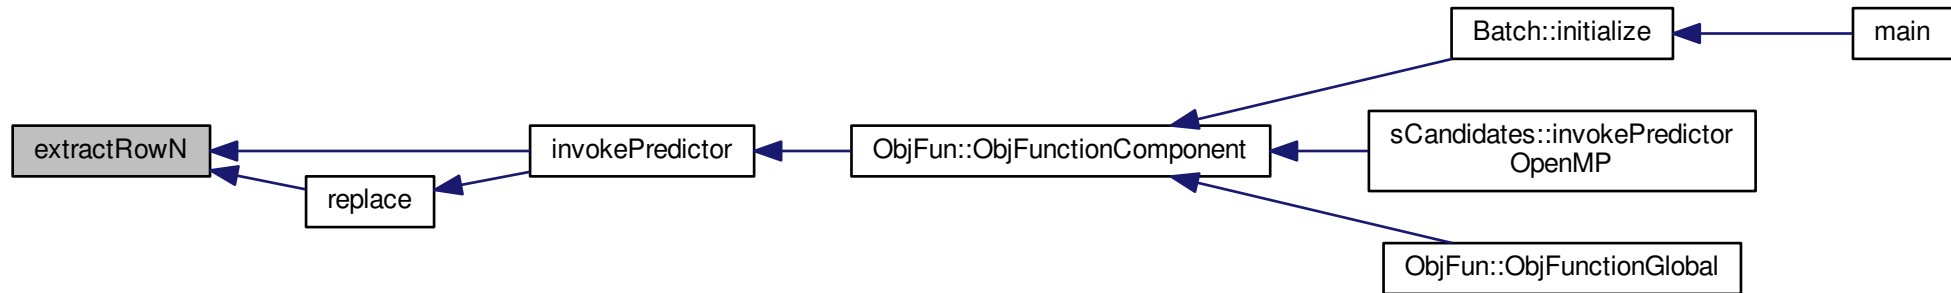 extractRowN
replace
invokePredictor
ObjFun::ObjFunctionComponent
Batch::initialize
main
sCandidates::invokePredictor
OpenMP
ObjFun::ObjFunctionGlobal